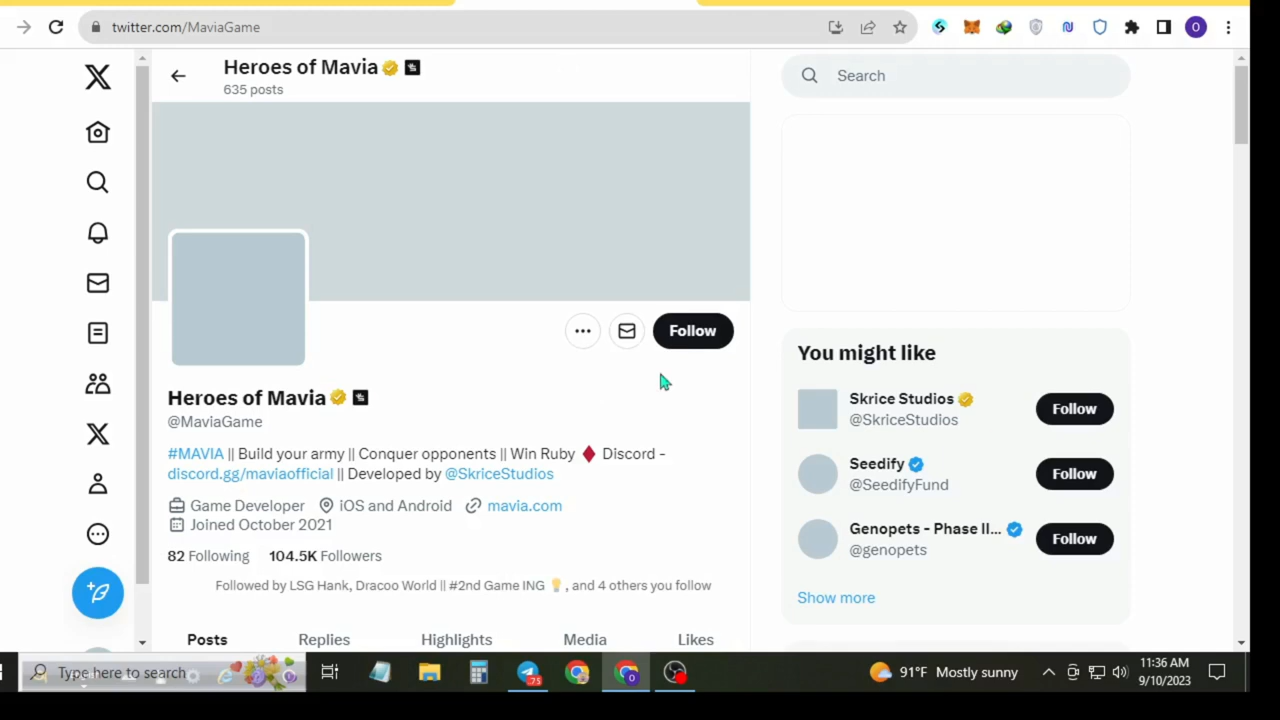 twitter.com/MaviaGame
O
Heroes of Mavia
635 posts
Search
Follow
Heroes of Mavia
@MaviaGame
#MAVIA || Build your army || Conquer opponents || Win Ruby ♦️ Discord -
discord.gg/maviaofficial || Developed by @SkriceStudios
Game Developer iOS and Android mavia.com
Joined October 2021
82 Following 104.5K Followers
Followed by LSG Hank, Dracoo World || #2nd Game ING 💡, and 4 others you follow
Posts Replies Highlights Media Likes
You might like
Skrice Studios
@SkriceStudios
Follow
Seedify
@SeedifyFund
Follow
Genopets - Phase II...
@genopets
Follow
Show more
Type here to search
75
O
91°F Mostly sunny
11:36 AM
9/10/2023